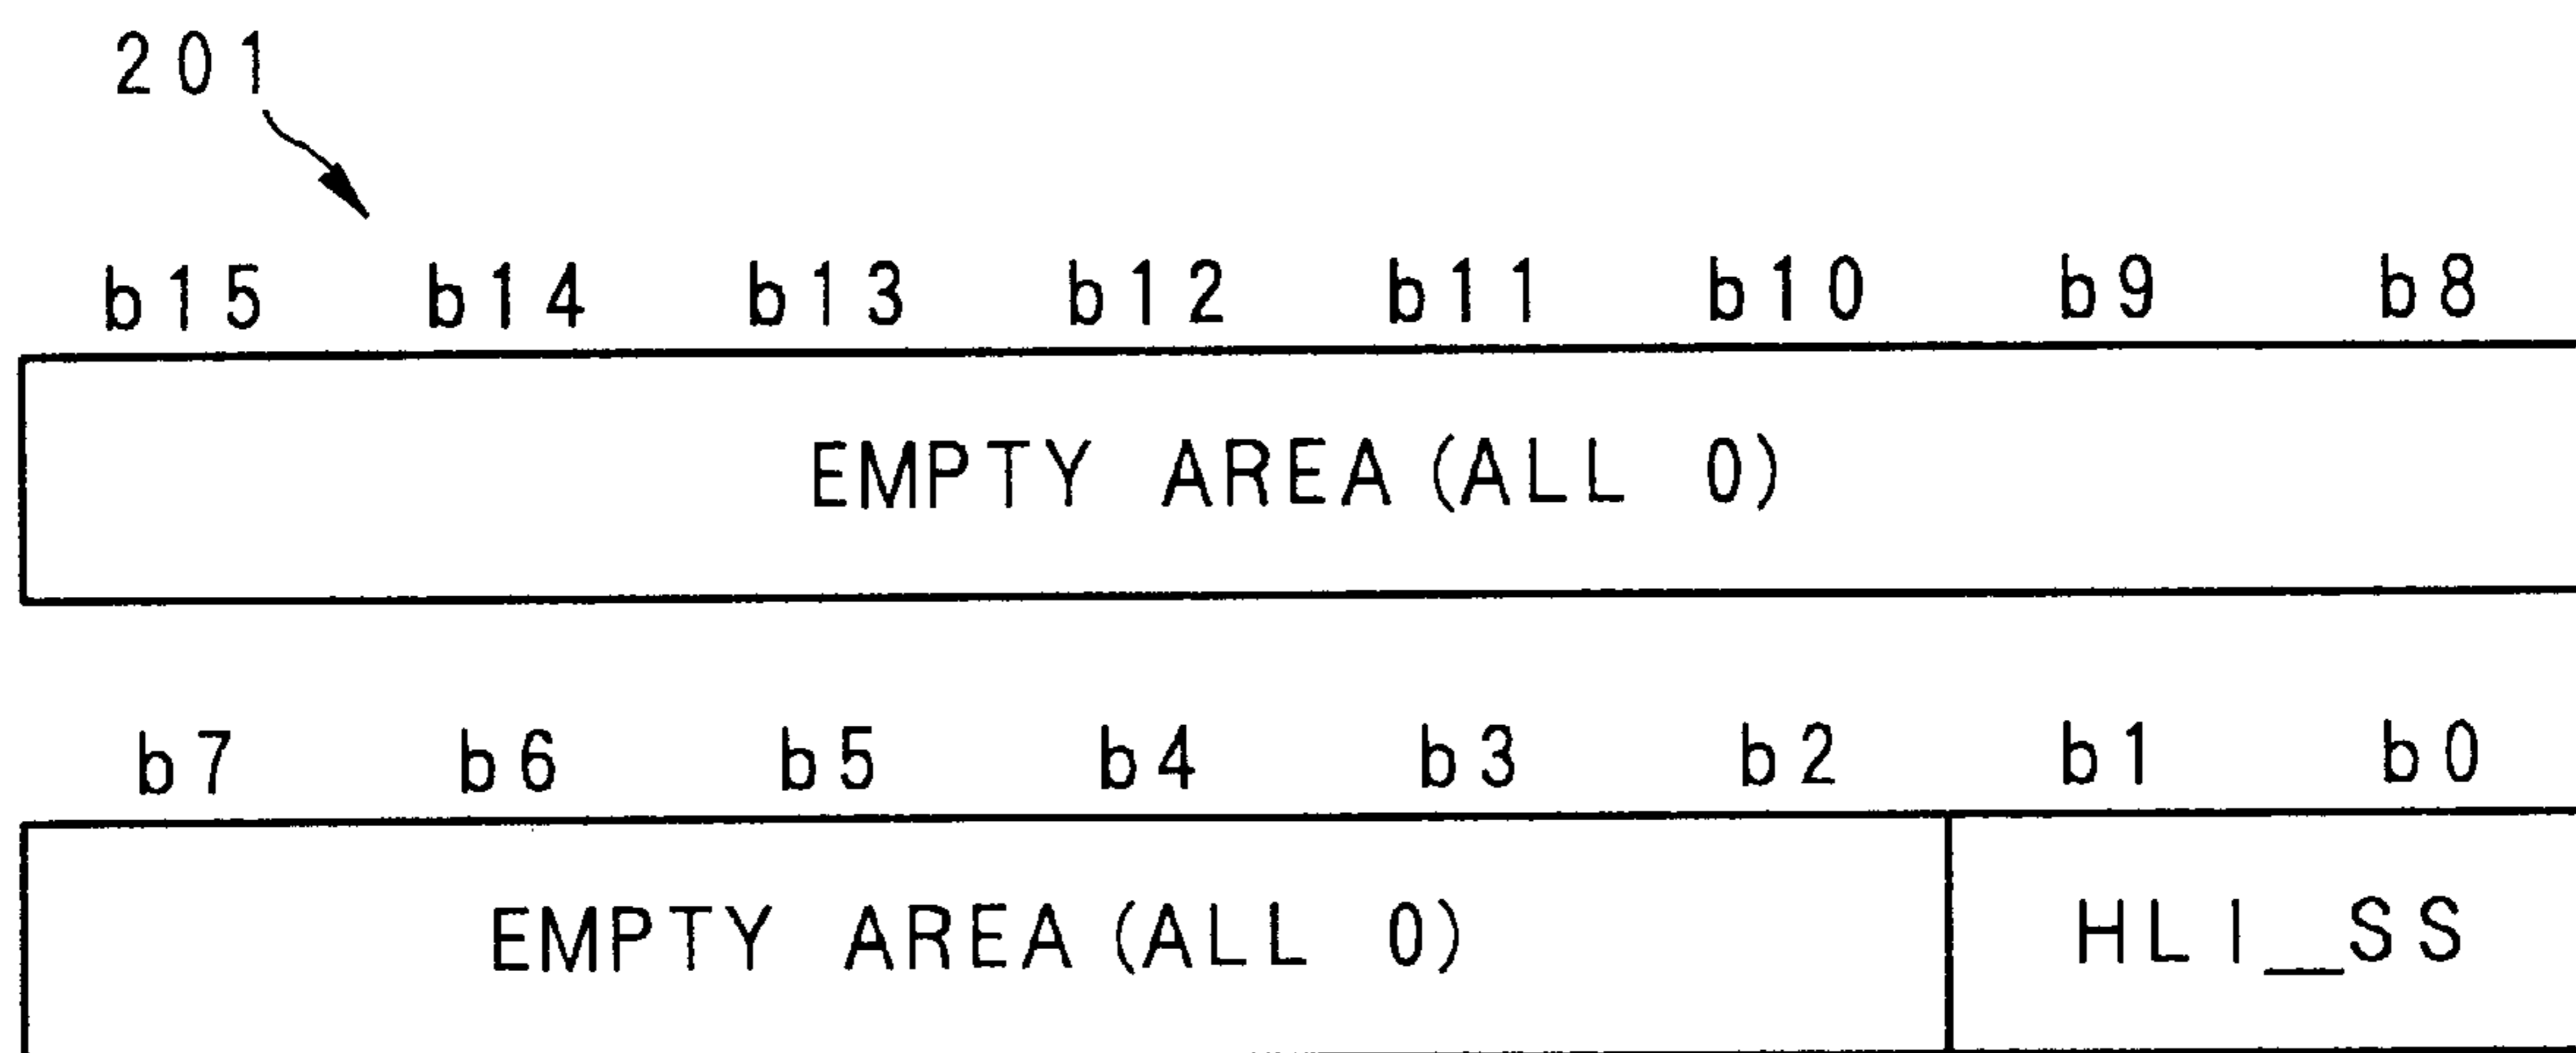 201
b15 b14 b13 b12 b11 b10 b9 b8
EMPTY AREA(ALL 0)
b7 b6 b5 b4 b3 b2 b1 b0
EMPTY AREA(ALL 0) HLI_SS